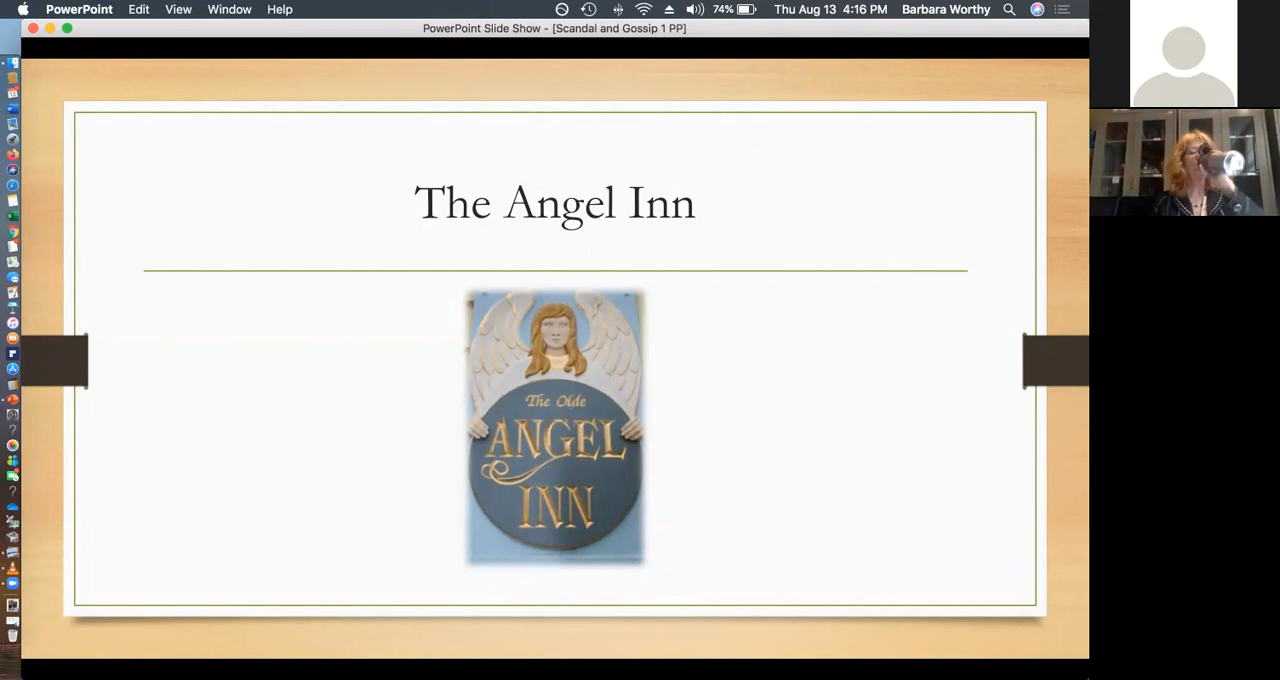 PowerPoint Edit View Window Help 74% Thu Aug 13 4:16 PM Barbara Worthy
PowerPoint Slide Show - [Scandal and Gossip 1 PP]
The Angel Inn
The Olde
ANGEL
INN